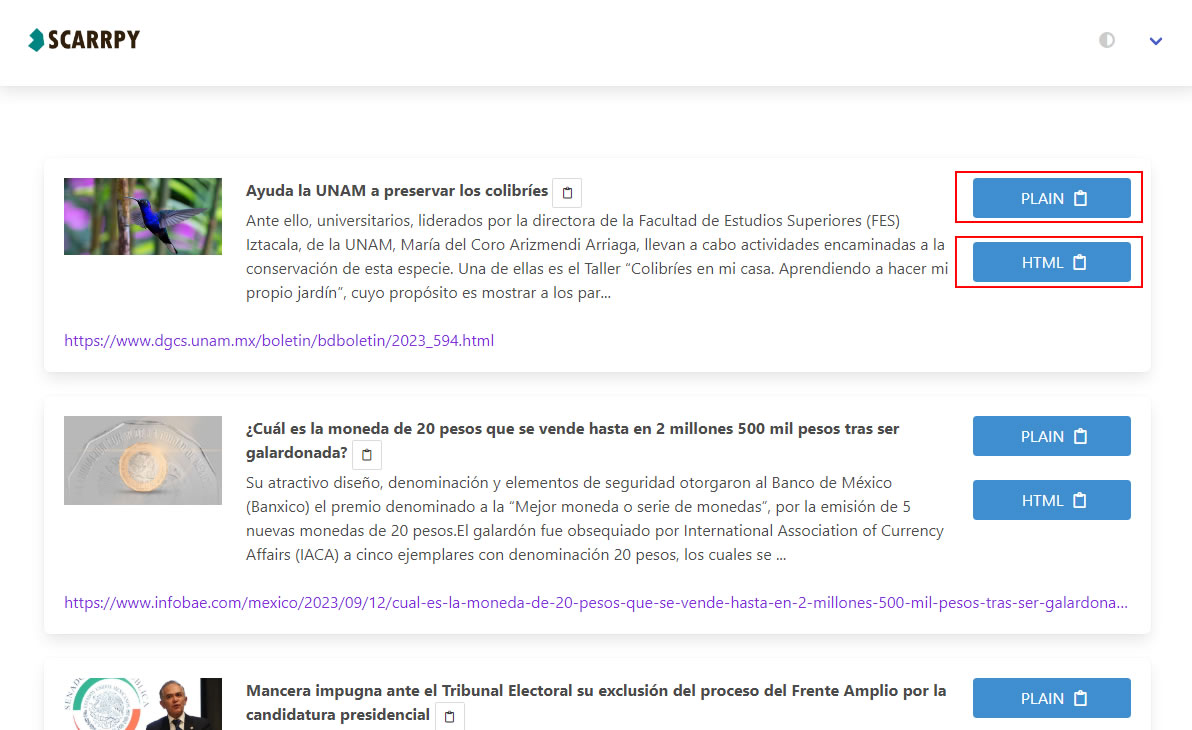 SCARRPY
Ayuda la UNAM a preservar los colibríes
Ante ello, universitarios, liderados por la directora de la Facultad de Estudios Superiores (FES)
Iztacala, de la UNAM, María del Coro Arizmendi Arriaga, llevan a cabo actividades encaminadas a la
conservación de esta especie. Una de ellas es el Taller “Colibríes en mi casa. Aprendiendo a hacer mi
propio jardín”, cuyo propósito es mostrar a los par...
PLAIN
HTML
https://www.dgcs.unam.mx/boletin/bdboletin/2023_594.html
¿Cuál es la moneda de 20 pesos que se vende hasta en 2 millones 500 mil pesos tras ser
galardonada?
Su atractivo diseño, denominación y elementos de seguridad otorgaron al Banco de México
(Banxico) el premio denominado a la “Mejor moneda o serie de monedas”, por la emisión de 5
nuevas monedas de 20 pesos.El galardón fue obsequiado por International Association of Currency
Affairs (IACA) a cinco ejemplares con denominación 20 pesos, los cuales se ...
PLAIN
HTML
https://www.infobae.com/mexico/2023/09/12/cual-es-la-moneda-de-20-pesos-que-se-vende-hasta-en-2-millones-500-mil-pesos-tras-ser-galardona...
Mancera impugna ante el Tribunal Electoral su exclusión del proceso del Frente Amplio por la
candidatura presidencial
PLAIN